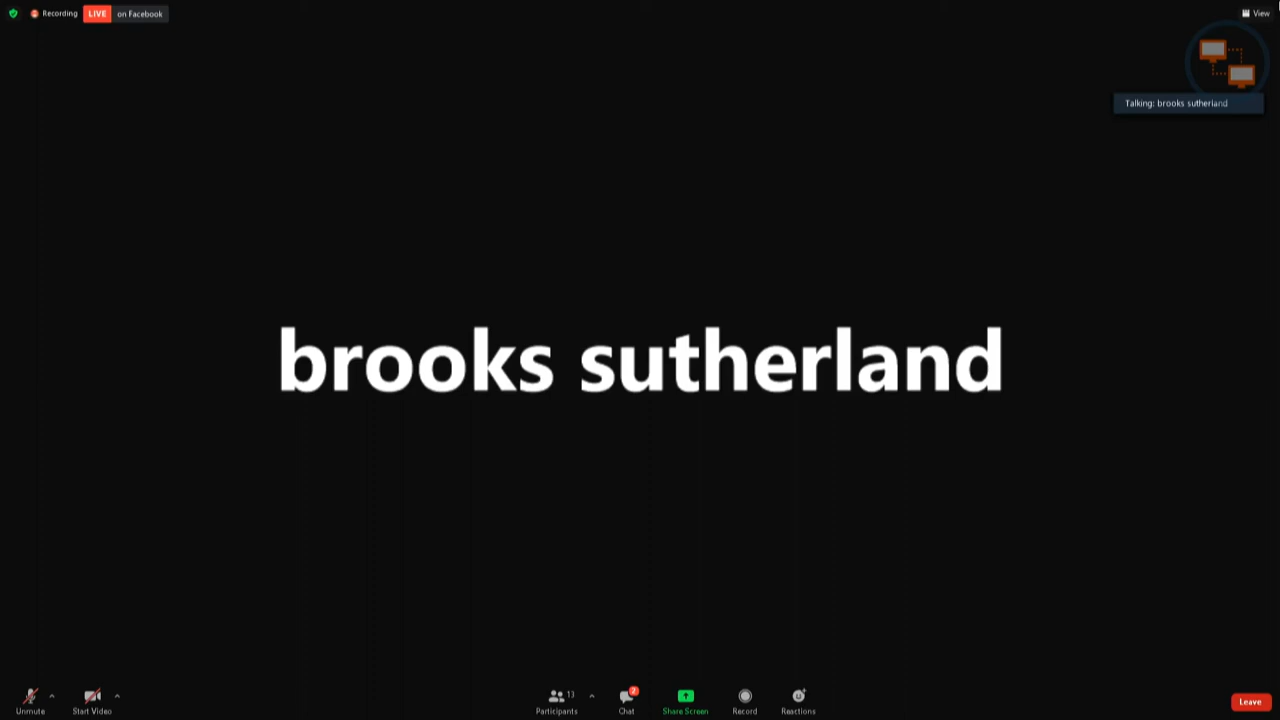 Recording LIVE on Facebook View
Talking: brooks sutherland
brooks sutherland
Unmute Start Video Participants 13 Chat 2 Share Screen Record Reactions Leave